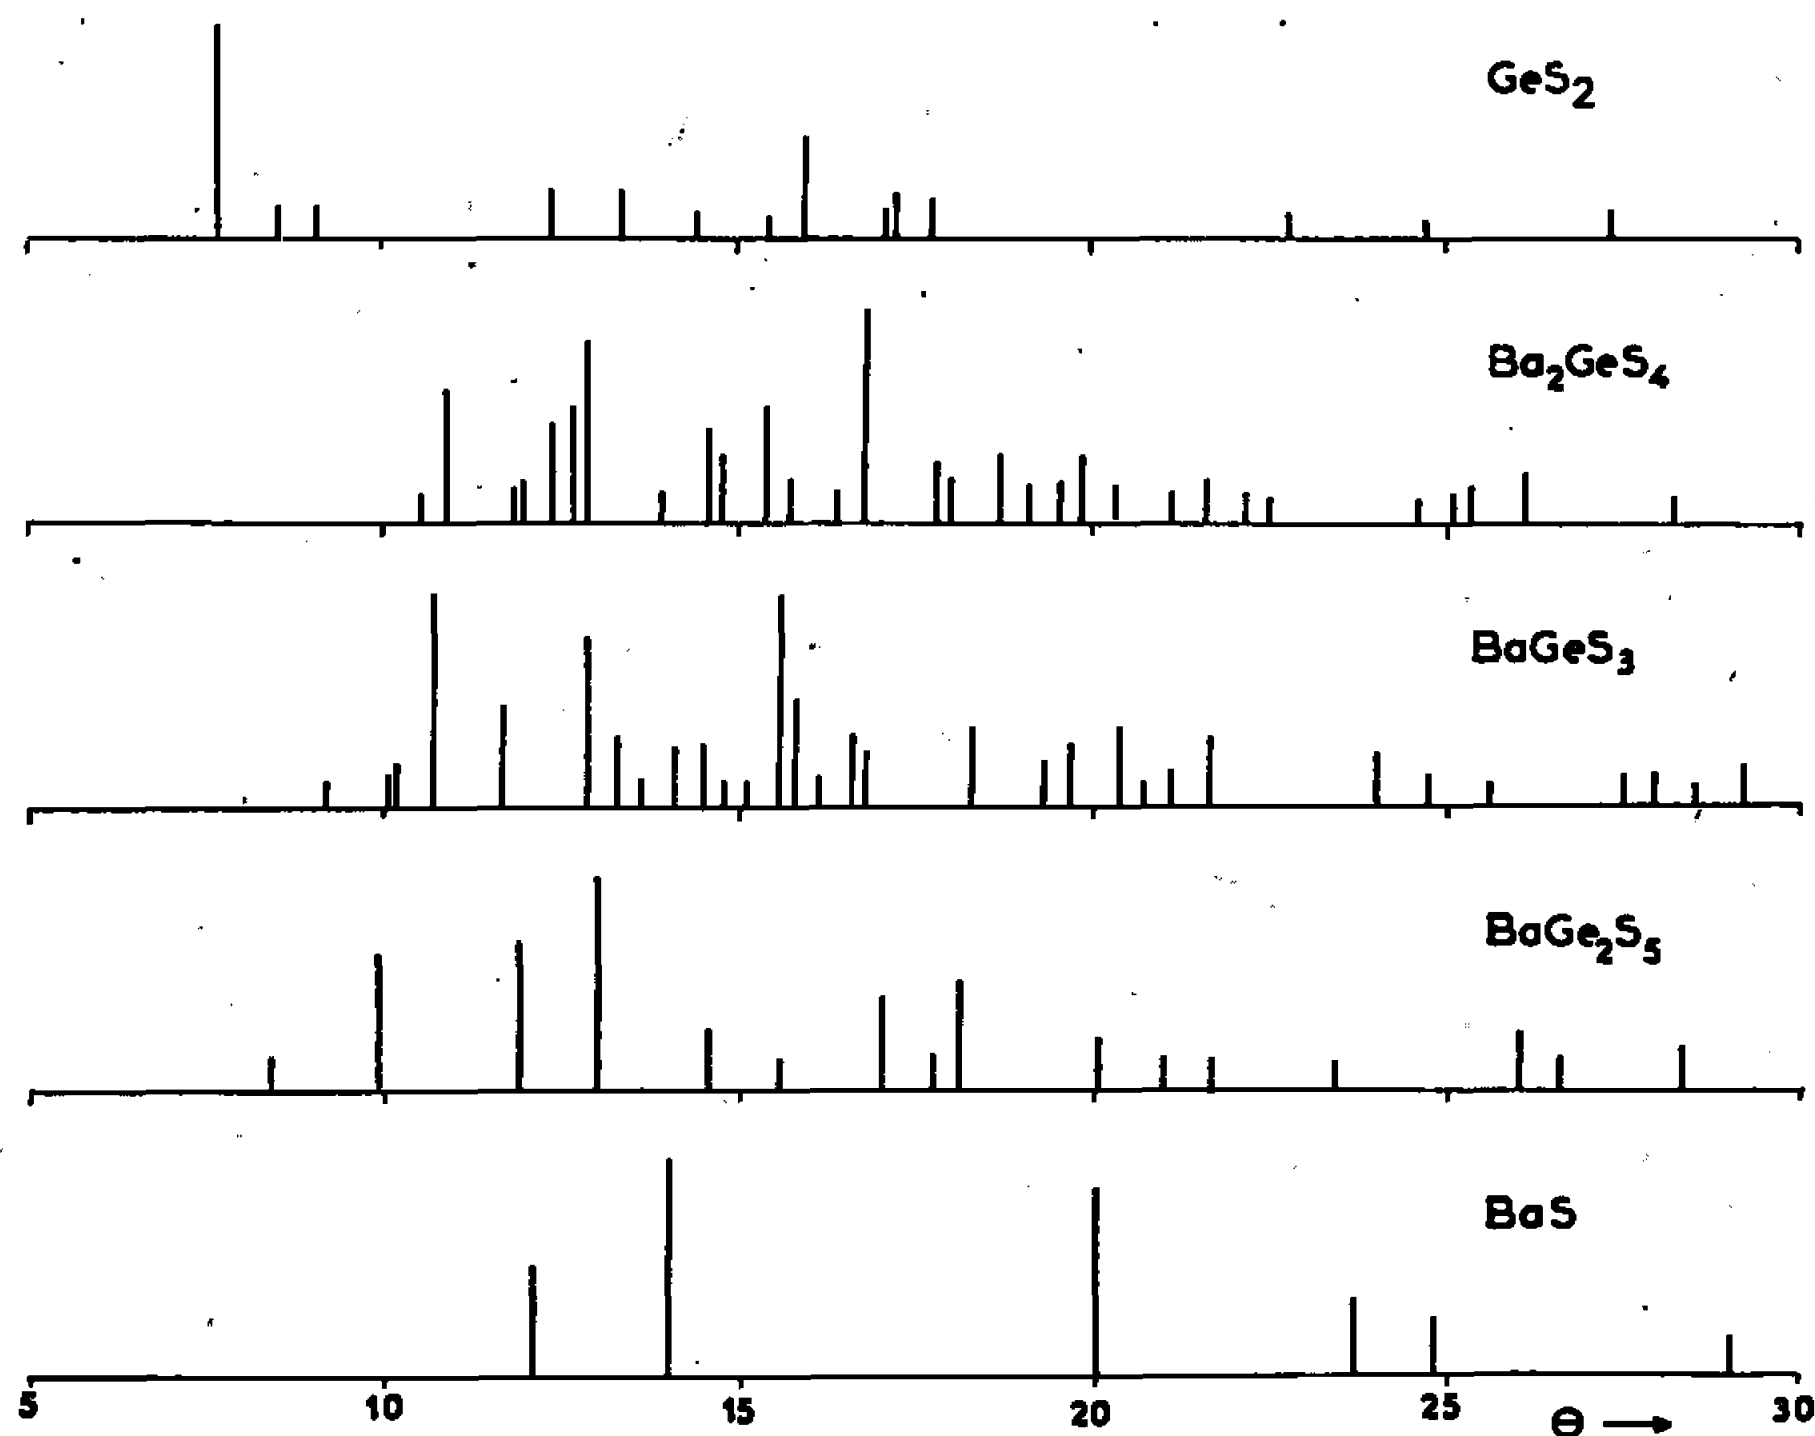 GeS₂
Ba₂GeS₄
BaGeS₃
BaGe₂S₅
BaS
5 10 15 20 25 Θ → 30